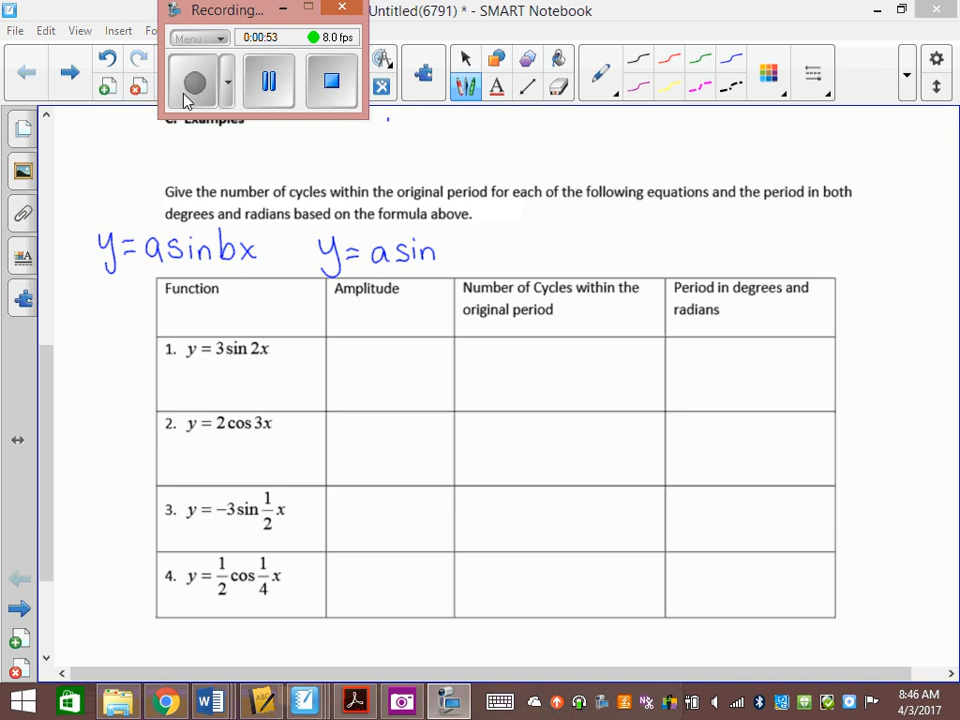 Recording...
Untitled(6791) * - SMART Notebook
File Edit View Insert Fo
Menu 0:00:53 8.0 fps
C. Examples
Give the number of cycles within the original period for each of the following equations and the period in both
degrees and radians based on the formula above.
y = a sin bx y = a sin
Function Amplitude Number of Cycles within the original period Period in degrees and radians
1. y = 3 sin 2x
2. y = 2 cos 3x
3. y = −3 sin 1/2 x
4. y = 1/2 cos 1/4 x
8:46 AM
4/3/2017